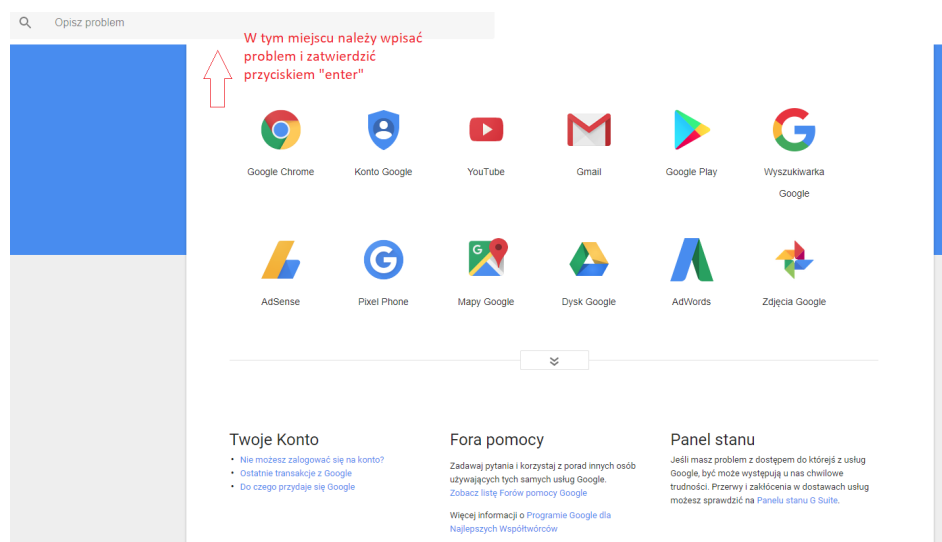 Opisz problem
W tym miejscu należy wpisać
problem i zatwierdzić
przyciskiem "enter"
Google Chrome
Konto Google
YouTube
Gmail
Google Play
Wyszukiwarka
Google
AdSense
Pixel Phone
Mapy Google
Dysk Google
AdWords
Zdjęcia Google
Twoje Konto
Nie możesz zalogować się na konto?
Ostatnie transakcje z Google
Do czego przydaje się Google
Fora pomocy
Zadawaj pytania i korzystaj z porad innych osób
używających tych samych usług Google.
Zobacz listę Forów pomocy Google
Więcej informacji o Programie Google dla
Najlepszych Współtwórców
Panel stanu
Jeśli masz problem z dostępem do którejś z usług
Google, być może występują u nas chwilowe
trudności. Przerwy i zakłócenia w dostawach usług
możesz sprawdzić na Panelu stanu G Suite.